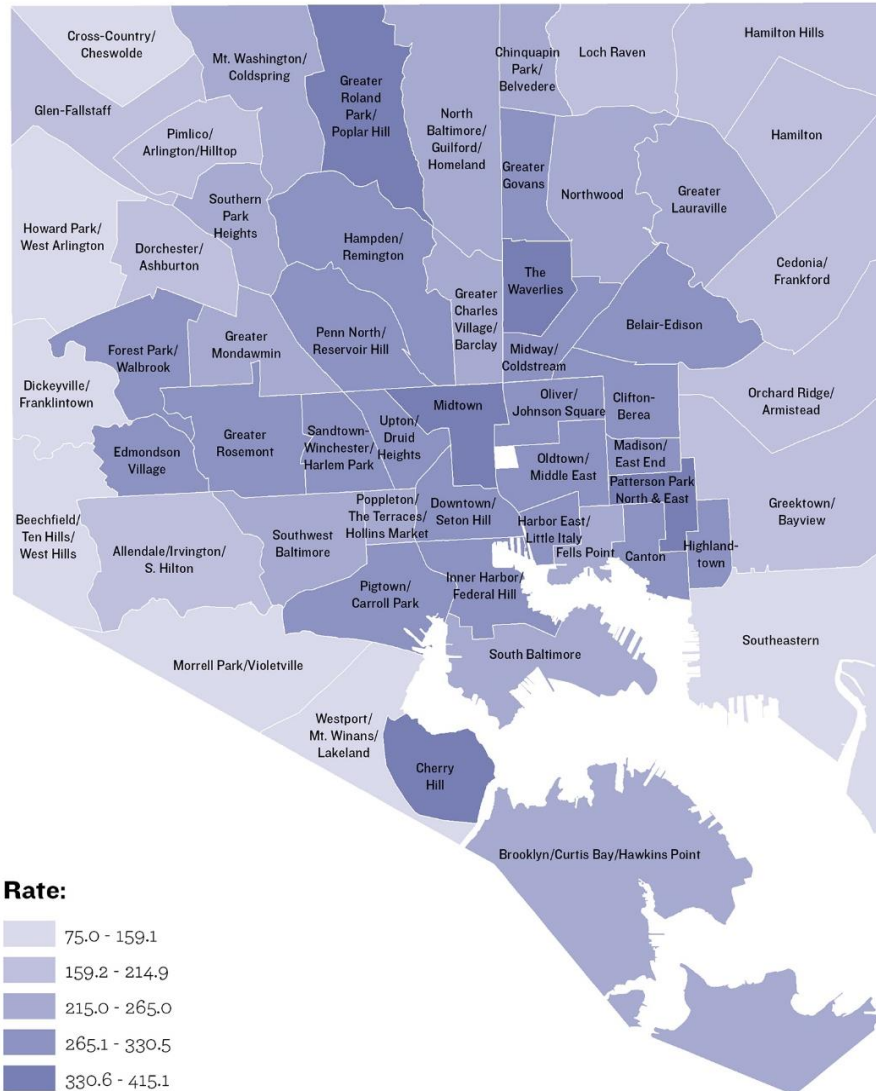 Cross-Country/
Cheswolde
Mt. Washington/
Coldspring
Greater
Roland
Park/
Poplar Hill
North
Baltimore/
Guilford/
Homeland
Chinquapin
Park/
Belvedere
Loch Raven
Hamilton Hills
Glen-Fallstaff
Pimlico/
Arlington/Hilltop
Greater
Govans
Northwood
Greater
Lauraville
Hamilton
Howard Park/
West Arlington
Dorchester/
Ashburton
Southern
Park
Heights
Hampden/
Remington
The
Waverlies
Cedonia/
Frankford
Forest Park/
Walbrook
Greater
Mondawmin
Penn North/
Reservoir Hill
Greater
Charles
Village/
Barclay
Midway/
Coldstream
Belair-Edison
Dickeyville/
Franklintown
Edmondson
Village
Greater
Rosemont
Sandtown-
Winchester/
Harlem Park
Upton/
Druid
Heights
Midtown
Oliver/
Johnson Square
Clifton-
Berea
Orchard Ridge/
Armistead
Oldtown/
Middle East
Madison/
East End
Patterson Park
North & East
Beechfield/
Ten Hills/
West Hills
Allendale/Irvington/
S. Hilton
Southwest
Baltimore
Poppleton/
The Terraces/
Hollins Market
Downtown/
Seton Hill
Harbor East/
Little Italy
Fells Point
Canton
Highland-
town
Greektown/
Bayview
Pigtown/
Carroll Park
Inner Harbor/
Federal Hill
South Baltimore
Southeastern
Morrell Park/Violetville
Westport/
Mt. Winans/
Lakeland
Cherry
Hill
Brooklyn/Curtis Bay/Hawkins Point
Rate:
75.0 - 159.1
159.2 - 214.9
215.0 - 265.0
265.1 - 330.5
330.6 - 415.1